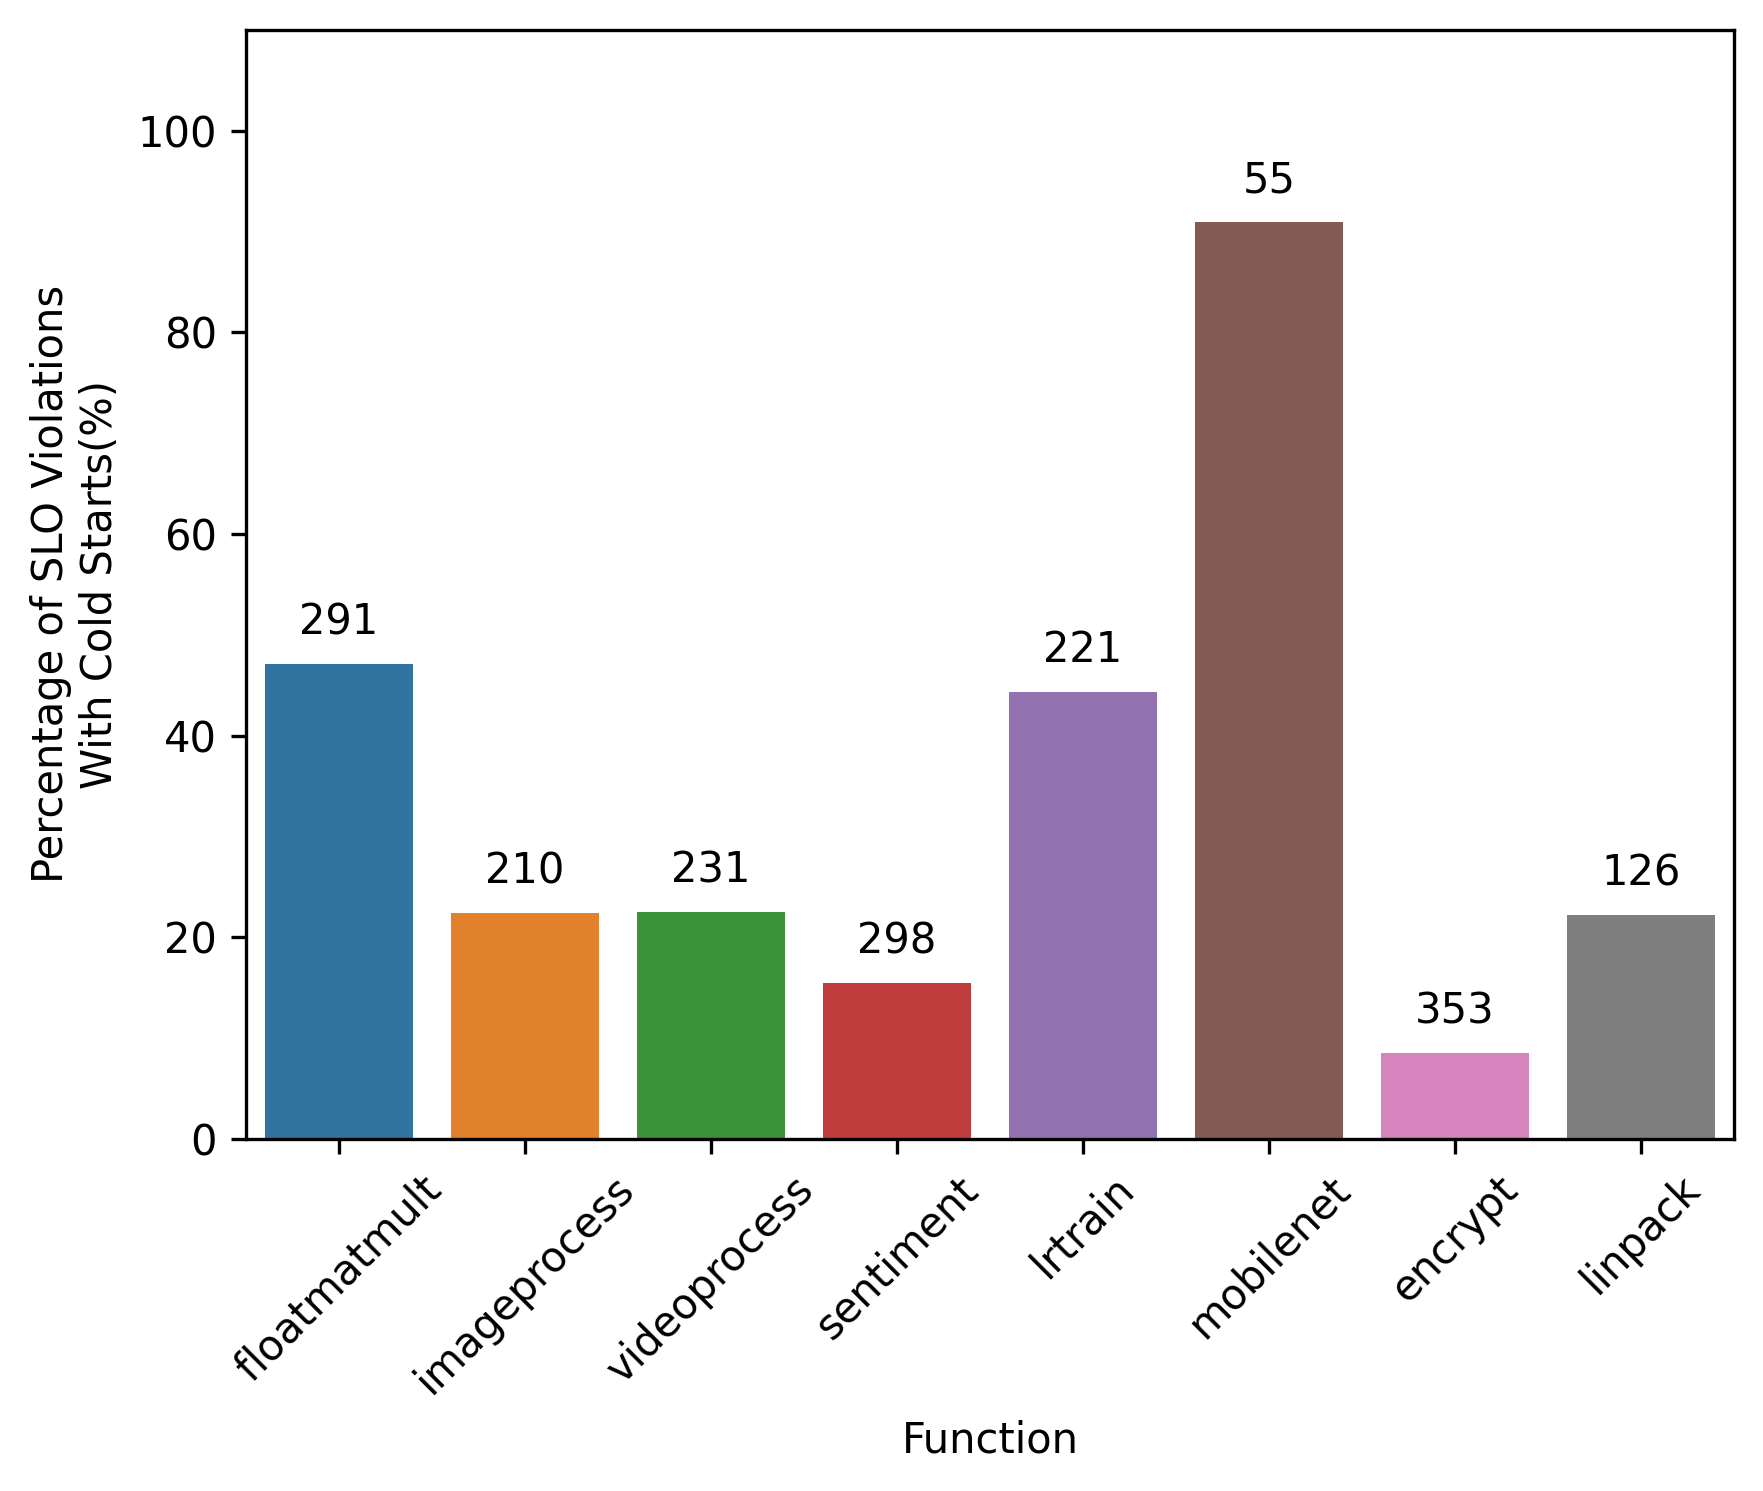 Percentage of SLO Violations
With Cold Starts(%)
100
80
60
40
20
0
291
210
231
298
221
55
353
126
floatmatmult
imageprocess
videoprocess
sentiment
lrtrain
mobilenet
encrypt
linpack
Function